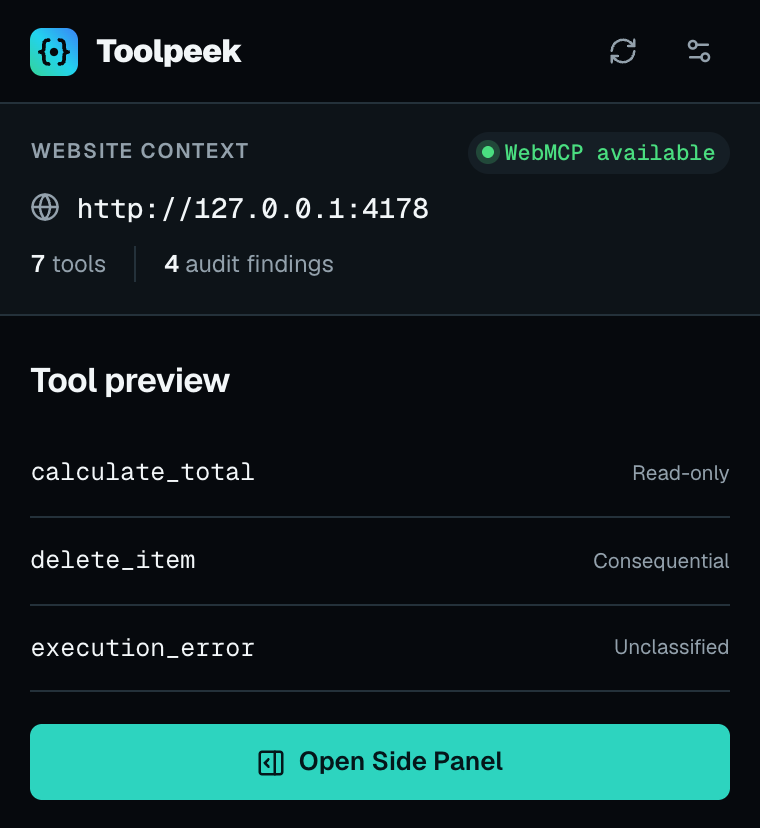 Toolpeek
WEBSITE CONTEXT
WebMCP available
http://127.0.0.1:4178
7 tools
4 audit findings
Tool preview
calculate_total
Read-only
delete_item
Consequential
execution_error
Unclassified
Open Side Panel